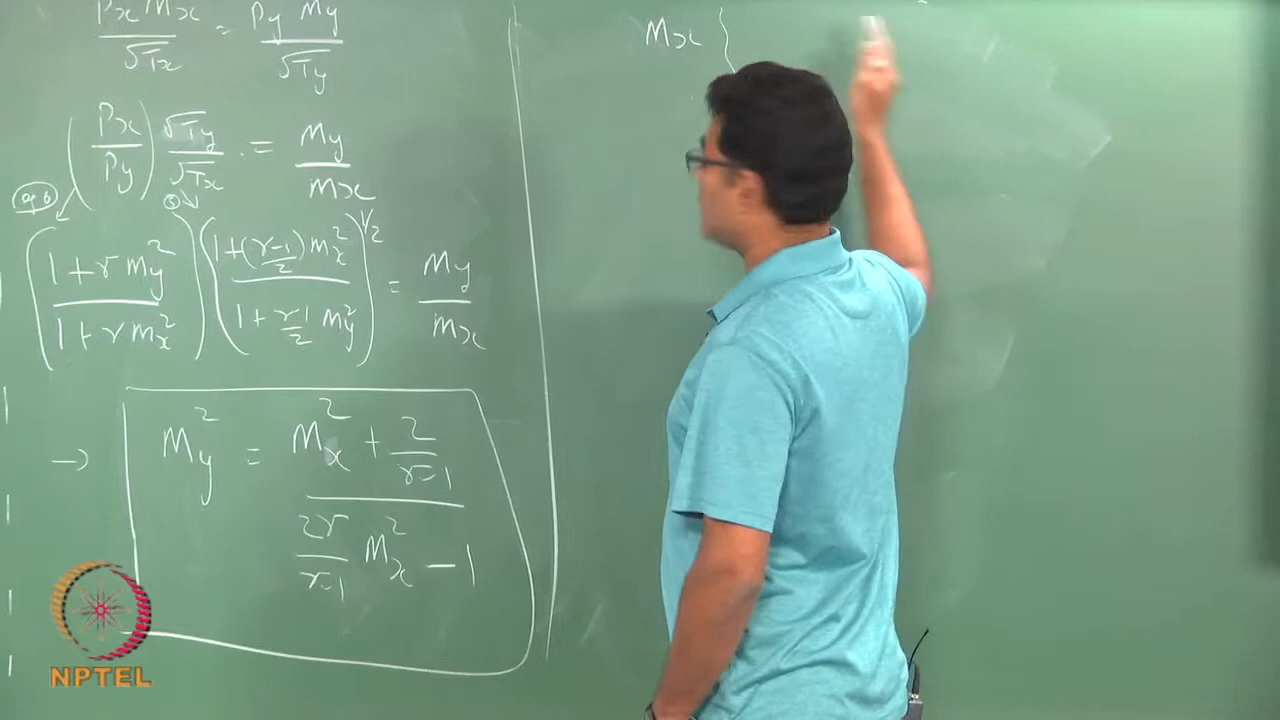 Px Mx / √Tx = Py My / √Ty
(Px / Py) √Ty / √Tx . = My / Mx
(1 + γ My² / 1 + γ Mx²) (1 + (γ-1 / 2) Mx² / 1 + γ-1 / 2 My²)^1/2 = My / Mx
→ My² = Mx² + 2 / γ-1 / 2γ / γ-1 Mx² - 1
Mx {
NPTEL